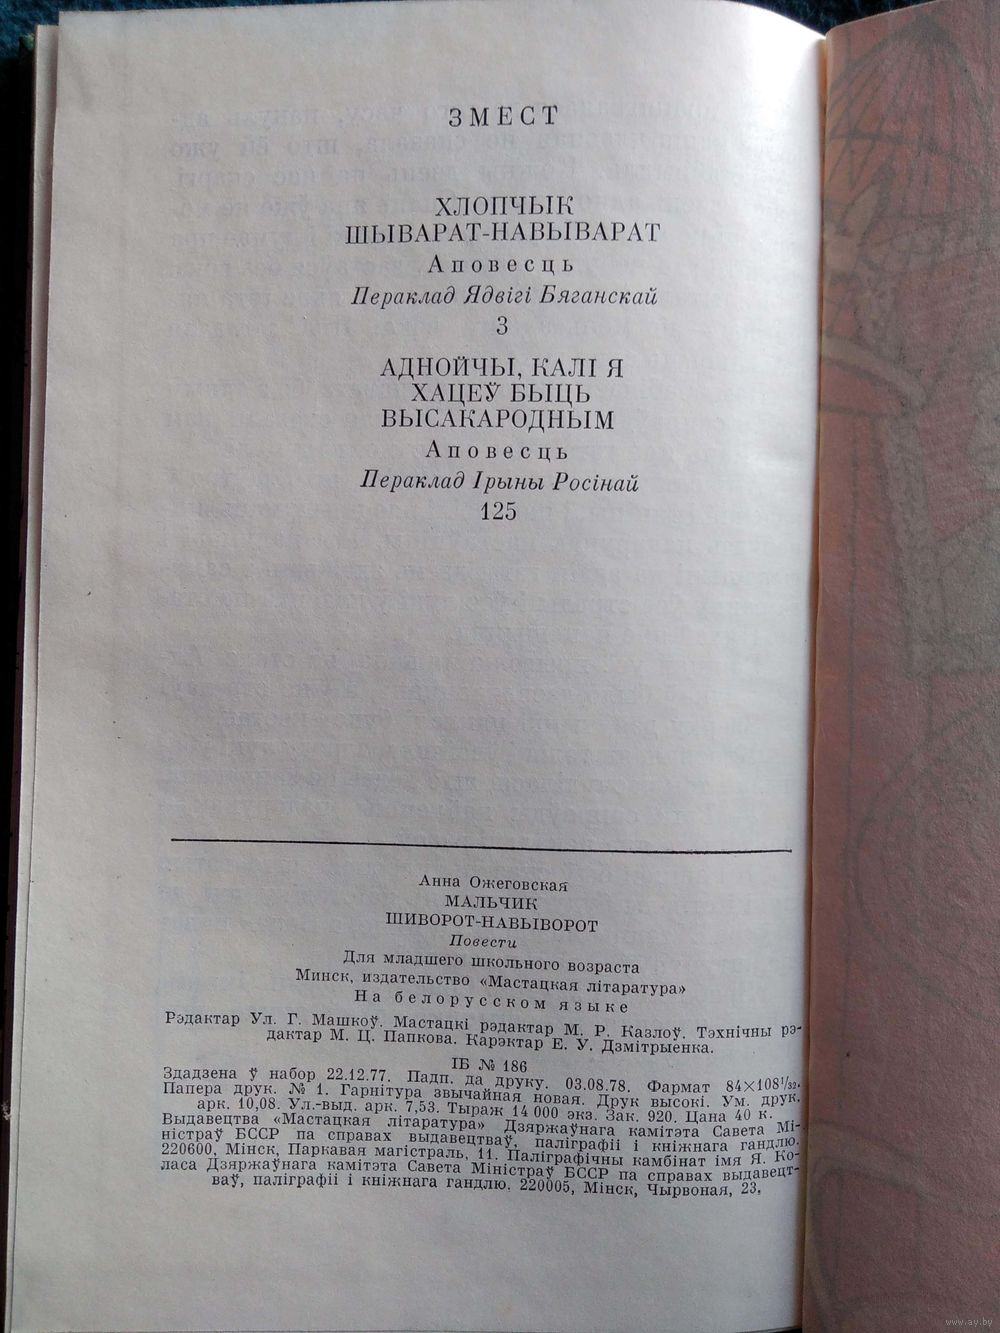 ЗМЕСТ
ХЛОПЧЫК
ШЫВАРАТ-НАВЫВАРАТ
Аповесць
Пераклад Ядвігі Бяганскай
3
АДНОЙЧЫ, КАЛІ Я
ХАЦЕЎ БЫЦЬ
ВЫСАКАРОДНЫМ
Аповесць
Пераклад Ірыны Росінай
125
Анна Ожеговская
МАЛЬЧИК
ШИВОРОТ-НАВЫВОРОТ
Повести
Для младшего школьного возраста
Минск, издательство «Мастацкая літаратура»
На белорусском языке
Рэдактар Ул. Г. Машкоў. Мастацкі рэдактар М. Р. Казлоў. Тэхнічны рэ-
дактар М. Ц. Папкова. Карэктар Е. У. Дзмітрыенка.
ІБ № 186
Здадзена ў набор 22.12.77. Падп. да друку. 03.08.78. Фармат 84×108¹/₃₂.
Папера друк. № 1. Гарнітура звычайная новая. Друк высокі. Ум. друк.
арк. 10,08. Ул.-выд. арк. 7,53. Тыраж 14 000 экз. Зак. 920. Цана 40 к.
Выдавецтва «Мастацкая літаратура» Дзяржаўнага камітэта Савета Мі-
ністраў БССР па справах выдавецтваў, паліграфіі і кніжнага гандлю.
220600, Мінск, Паркавая магістраль, 11. Паліграфічны камбінат імя Я. Ко-
ласа Дзяржаўнага камітэта Савета Міністраў БССР па справах выдавецт-
ваў, паліграфіі і кніжнага гандлю. 220005, Мінск, Чырвоная, 23.
www.ay.by